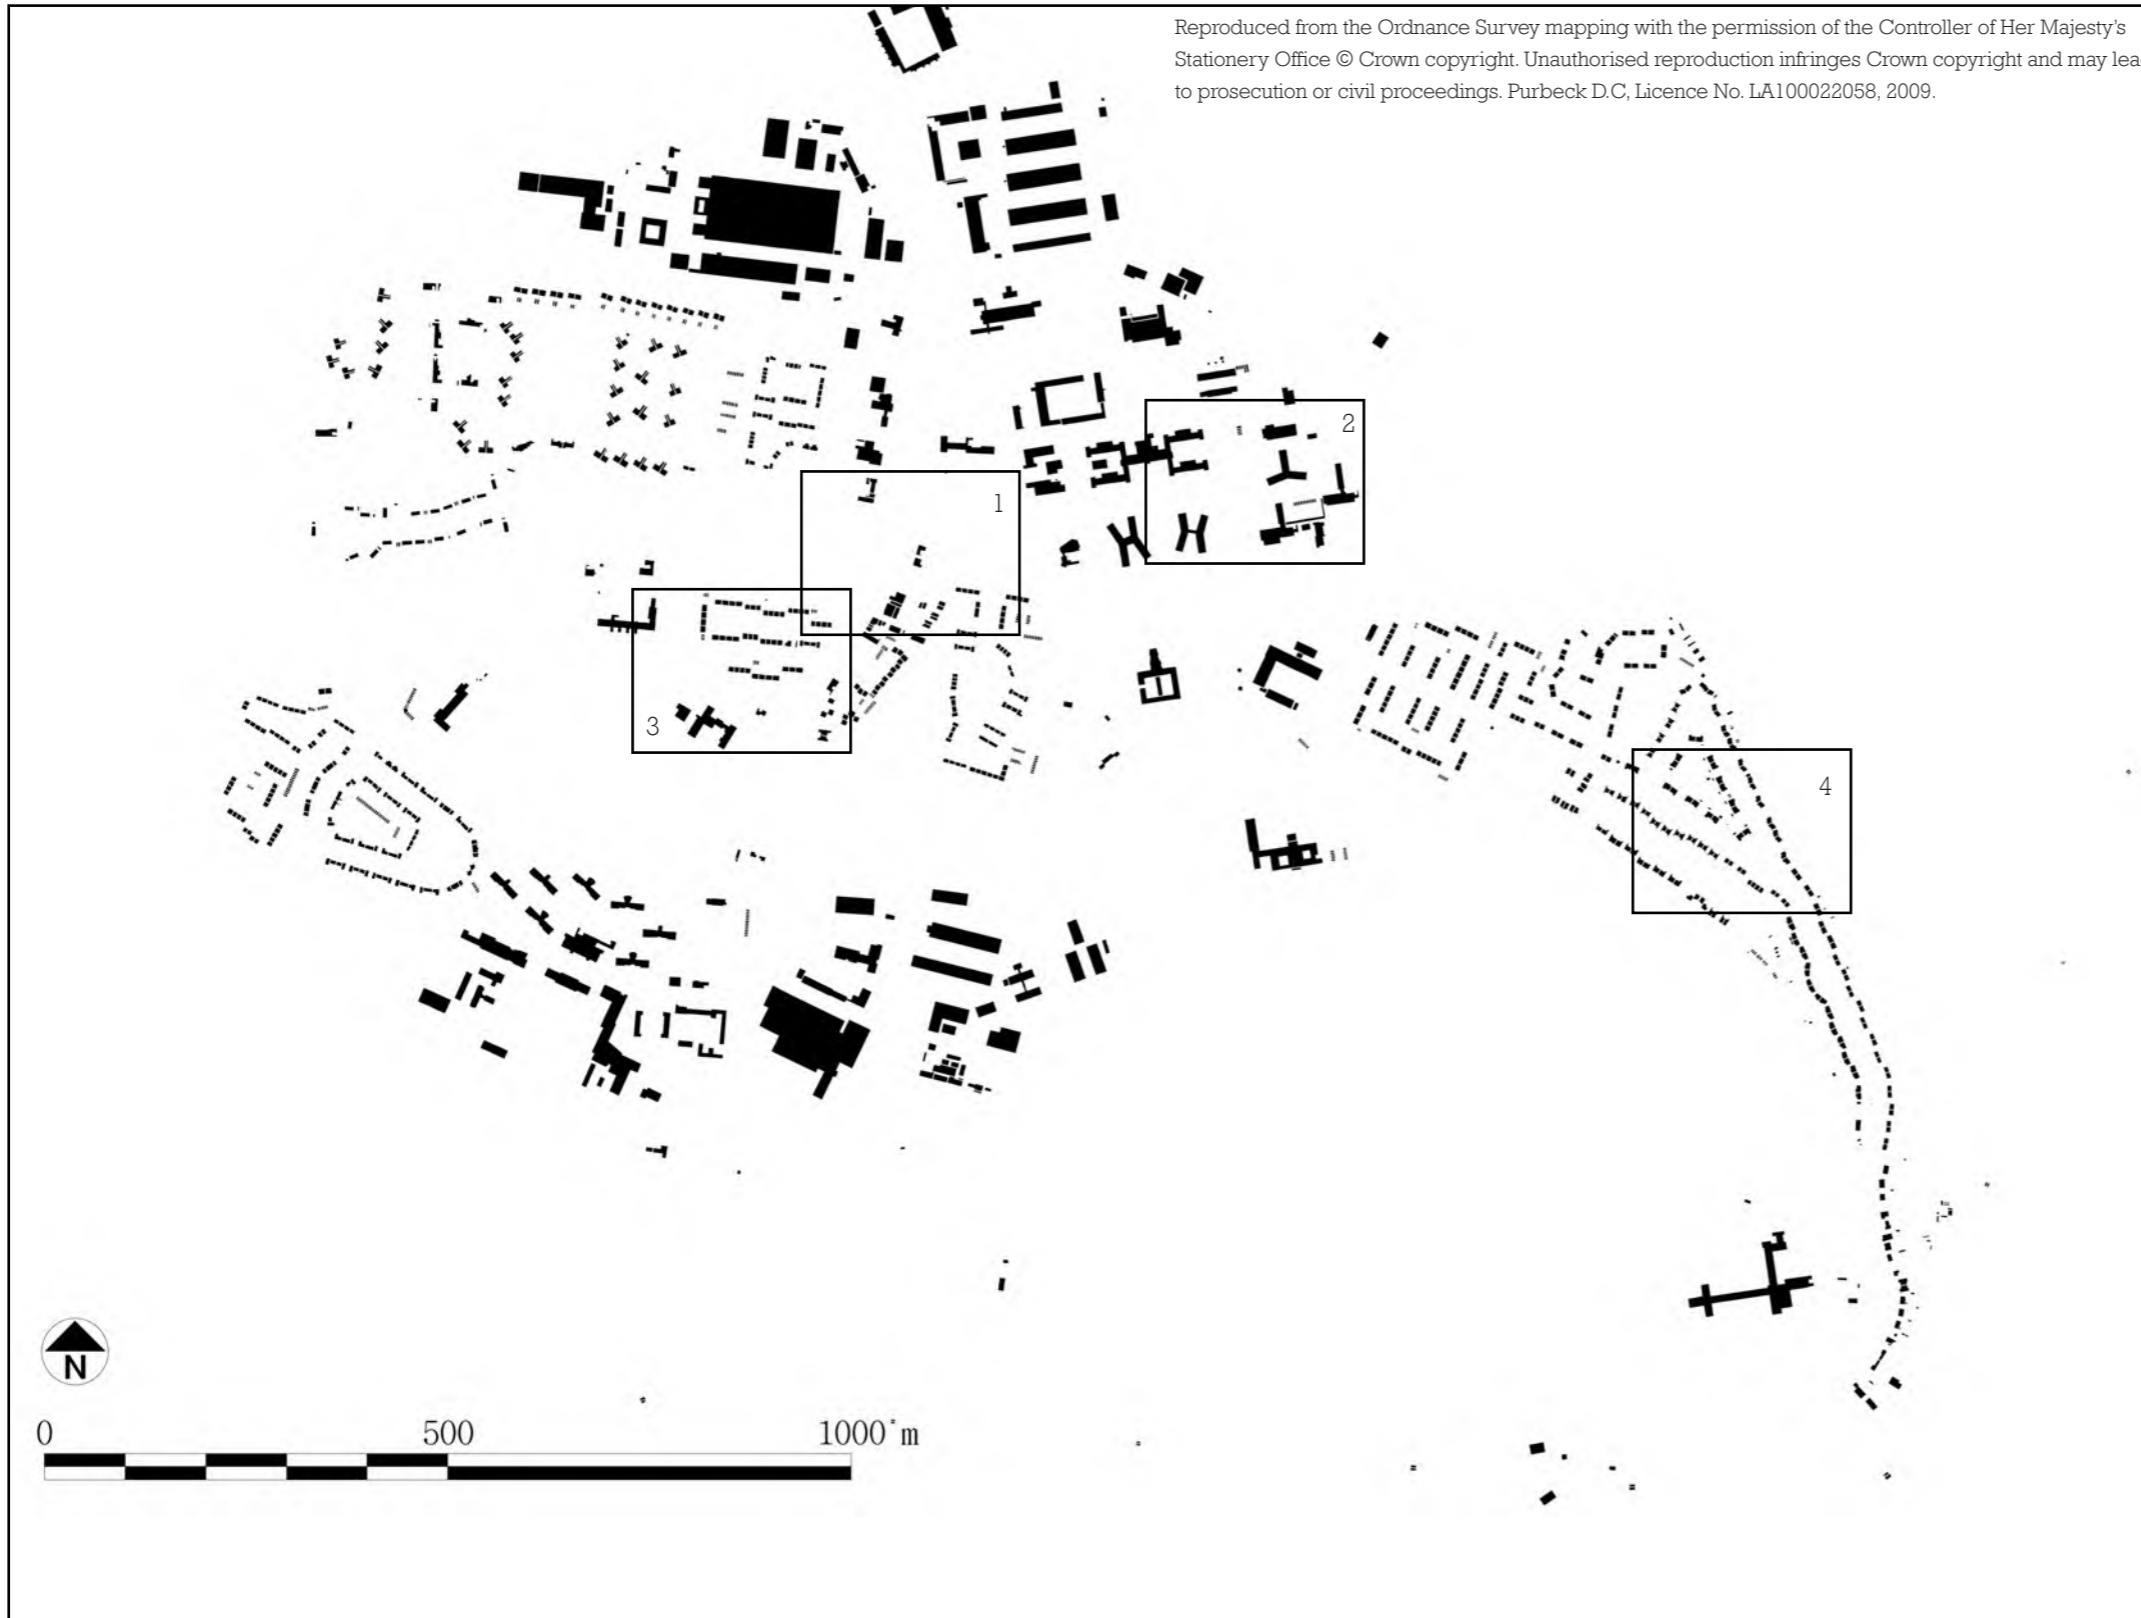 Reproduced from the Ordnance Survey mapping with the permission of the Controller of Her Majesty's
Stationery Office © Crown copyright. Unauthorised reproduction infringes Crown copyright and may lea
to prosecution or civil proceedings. Purbeck D.C, Licence No. LA100022058, 2009.
2
1
3
4
N
0 500 1000 m